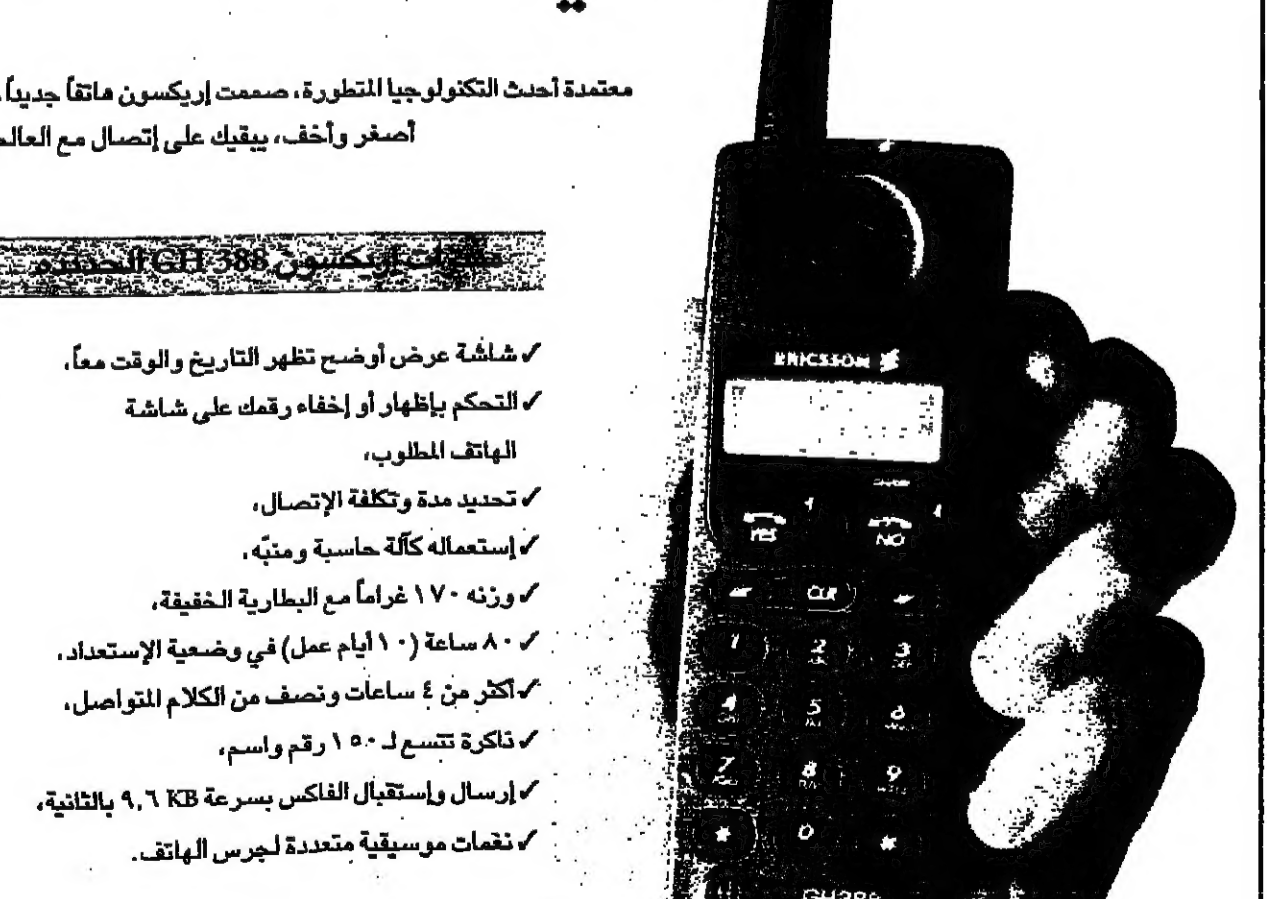 معتمدة أحدث التكنولوجيا المتطورة، صممت إريكسون هاتفاً جديداً،
أصغر وأخف، يبقيك على إتصال مع العالم
مميزات إريكسون GH 388 الجديدة
✓ شاشة عرض أوضح تظهر التاريخ والوقت معاً،
✓ التحكم بإظهار أو إخفاء رقمك على شاشة
الهاتف المطلوب،
✓ تحديد مدة وتكلفة الإتصال،
✓ إستعماله كآلة حاسبة ومنبّه،
✓ وزنه ١٧٠ غراماً مع البطارية الخفيفة،
✓ ٨٠ ساعة (١٠ أيام عمل) في وضعية الإستعداد،
✓ أكثر من ٤ ساعات ونصف من الكلام المتواصل،
✓ ذاكرة تتسع لـ ١٥٠ رقم واسم،
✓ إرسال وإستقبال الفاكس بسرعة ٩,٦ KB بالثانية،
✓ نغمات موسيقية متعددة لجرس الهاتف.
ERICSSON
YES NO
CLR
1 2 3
4 5 6
7 8 9
* 0
GH388